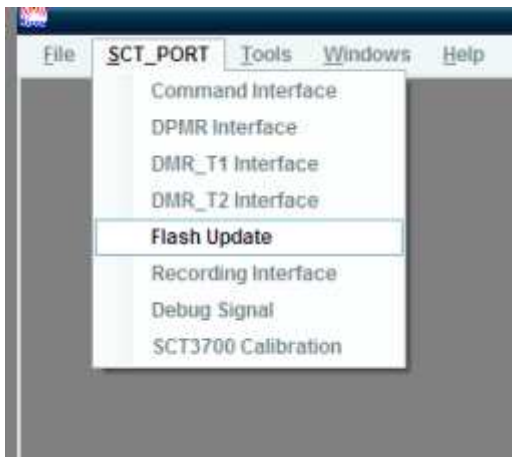 File SCT_PORT Tools Windows Help
Command Interface
DPMR Interface
DMR_T1 Interface
DMR_T2 Interface
Flash Update
Recording Interface
Debug Signal
SCT3700 Calibration